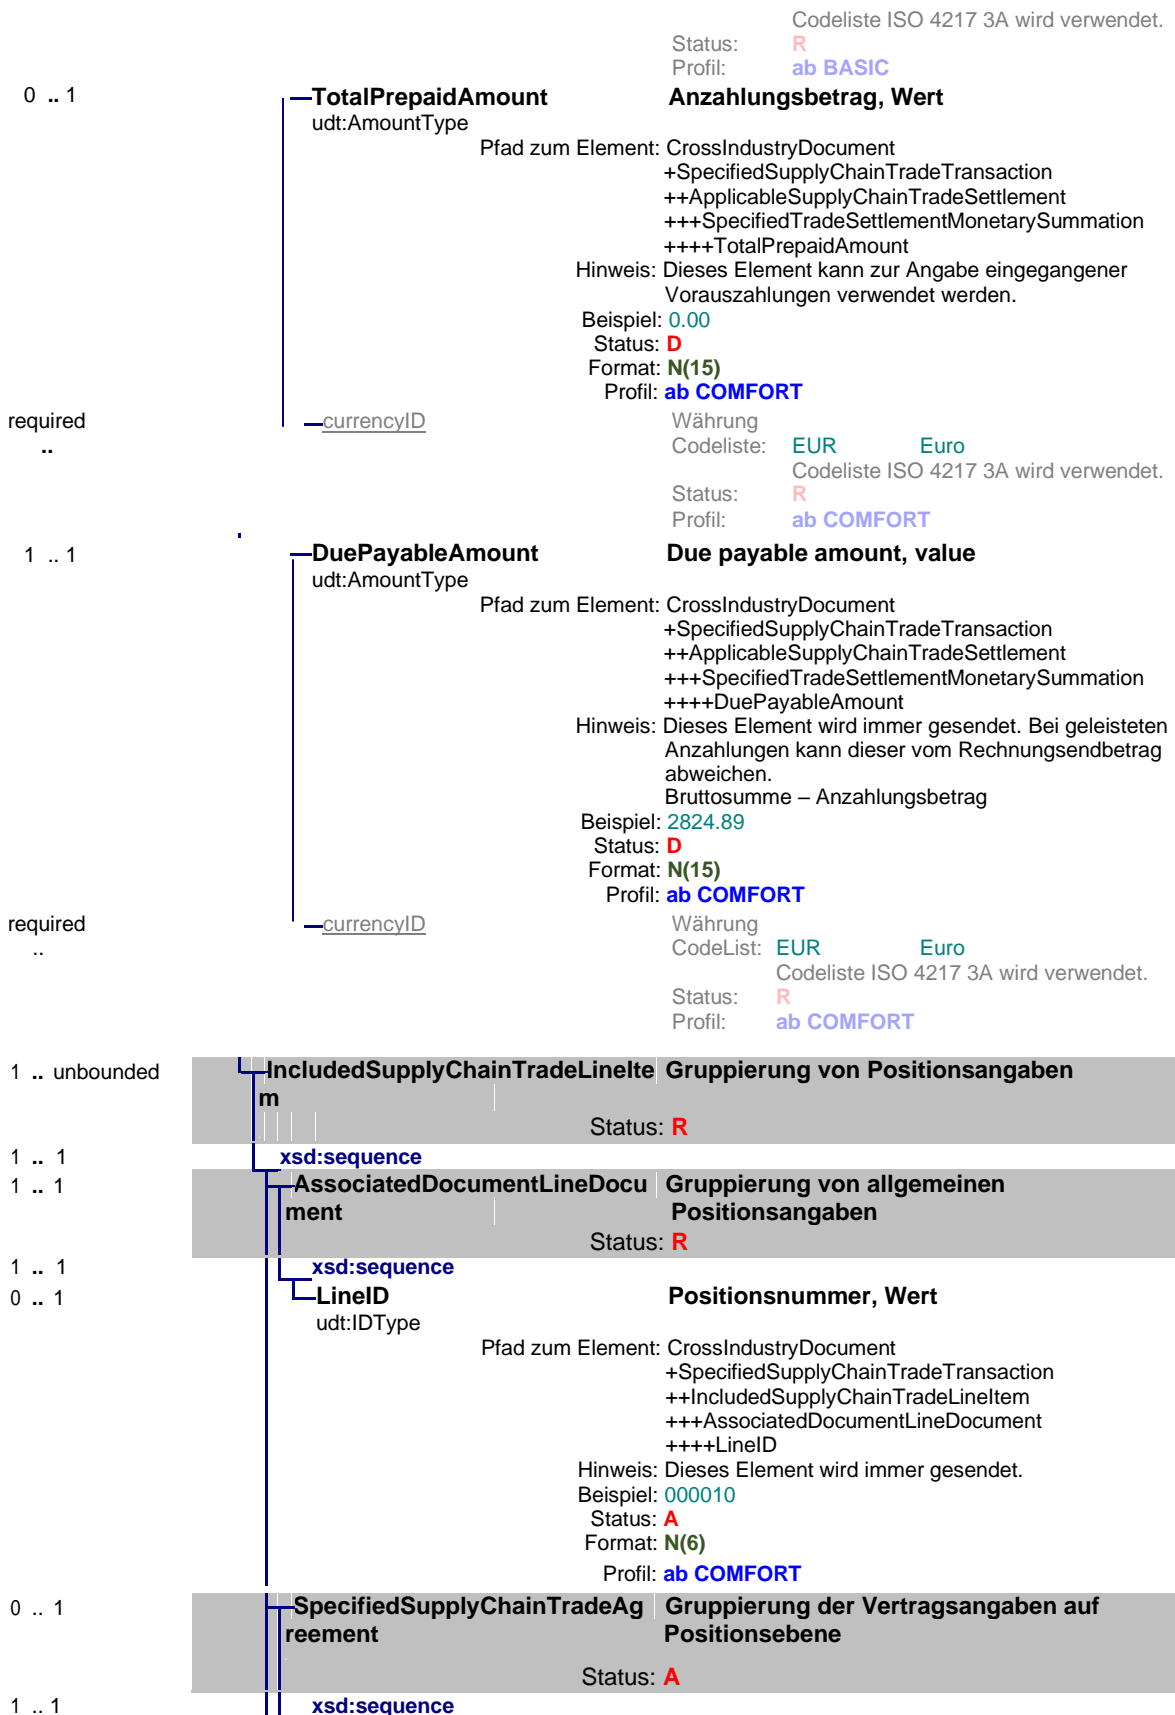 Codeliste ISO 4217 3A wird verwendet.
Status: R
Profil: ab BASIC
0 .. 1 TotalPrepaidAmount Anzahlungsbetrag, Wert
udt:AmountType
Pfad zum Element: CrossIndustryDocument
+SpecifiedSupplyChainTradeTransaction
++ApplicableSupplyChainTradeSettlement
+++SpecifiedTradeSettlementMonetarySummation
++++TotalPrepaidAmount
Hinweis: Dieses Element kann zur Angabe eingegangener
Vorauszahlungen verwendet werden.
Beispiel: 0.00
Status: D
Format: N(15)
Profil: ab COMFORT
required currencyID Währung
.. Codeliste: EUR Euro
Codeliste ISO 4217 3A wird verwendet.
Status: R
Profil: ab COMFORT
1 .. 1 DuePayableAmount Due payable amount, value
udt:AmountType
Pfad zum Element: CrossIndustryDocument
+SpecifiedSupplyChainTradeTransaction
++ApplicableSupplyChainTradeSettlement
+++SpecifiedTradeSettlementMonetarySummation
++++DuePayableAmount
Hinweis: Dieses Element wird immer gesendet. Bei geleisteten
Anzahlungen kann dieser vom Rechnungsendbetrag
abweichen.
Bruttosumme – Anzahlungsbetrag
Beispiel: 2824.89
Status: D
Format: N(15)
Profil: ab COMFORT
required currencyID Währung
.. CodeList: EUR Euro
Codeliste ISO 4217 3A wird verwendet.
Status: R
Profil: ab COMFORT
1 .. unbounded IncludedSupplyChainTradeLineIte Gruppierung von Positionsangaben
m
Status: R
1 .. 1 xsd:sequence
1 .. 1 AssociatedDocumentLineDocu Gruppierung von allgemeinen
ment Positionsangaben
Status: R
1 .. 1 xsd:sequence
0 .. 1 LineID Positionsnummer, Wert
udt:IDType
Pfad zum Element: CrossIndustryDocument
+SpecifiedSupplyChainTradeTransaction
++IncludedSupplyChainTradeLineItem
+++AssociatedDocumentLineDocument
++++LineID
Hinweis: Dieses Element wird immer gesendet.
Beispiel: 000010
Status: A
Format: N(6)
Profil: ab COMFORT
0 .. 1 SpecifiedSupplyChainTradeAg Gruppierung der Vertragsangaben auf
reement Positionsebene
Status: A
1 .. 1 xsd:sequence